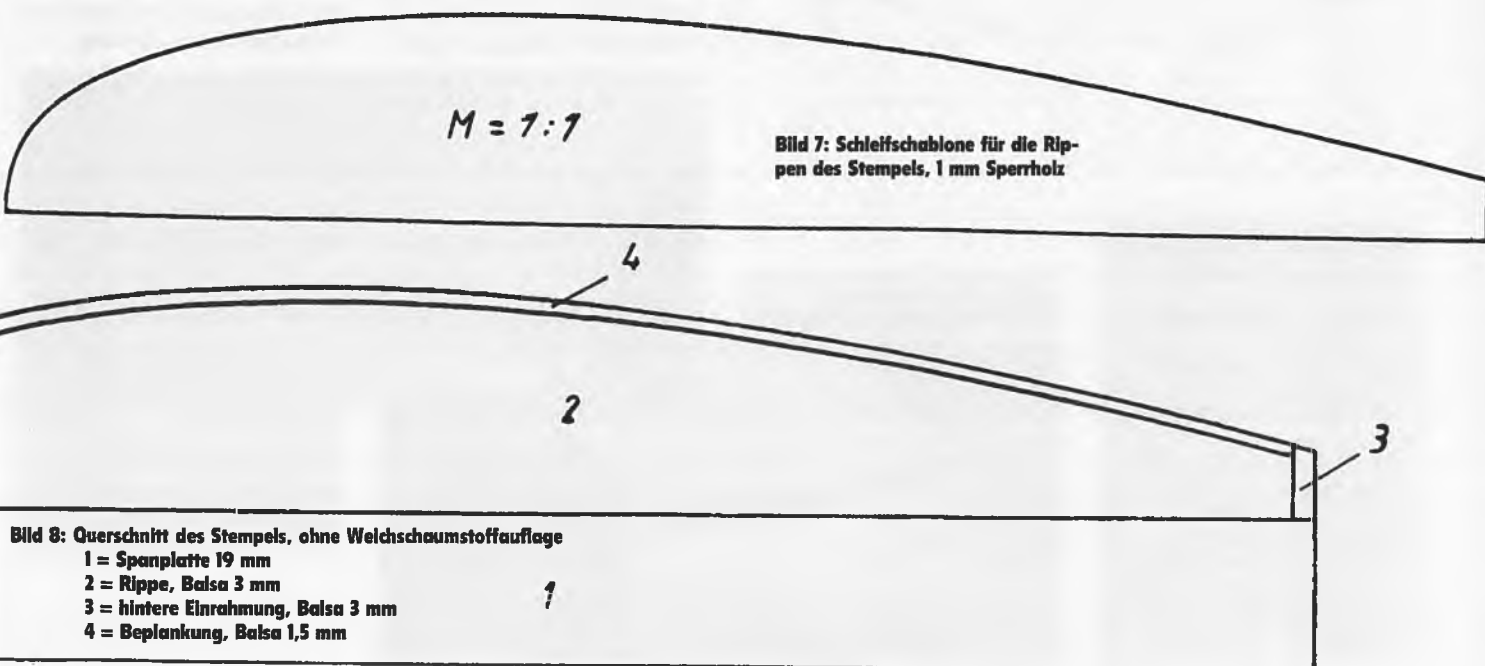 M = 1:1
Bild 7: Schleifschablone für die Rip-
pen des Stempels, 1 mm Sperrholz
4
2
3
Bild 8: Querschnitt des Stempels, ohne Weichschaumstoffauflage
1 = Spanplatte 19 mm
2 = Rippe, Balsa 3 mm
3 = hintere Einrahmung, Balsa 3 mm
4 = Beplankung, Balsa 1,5 mm
1